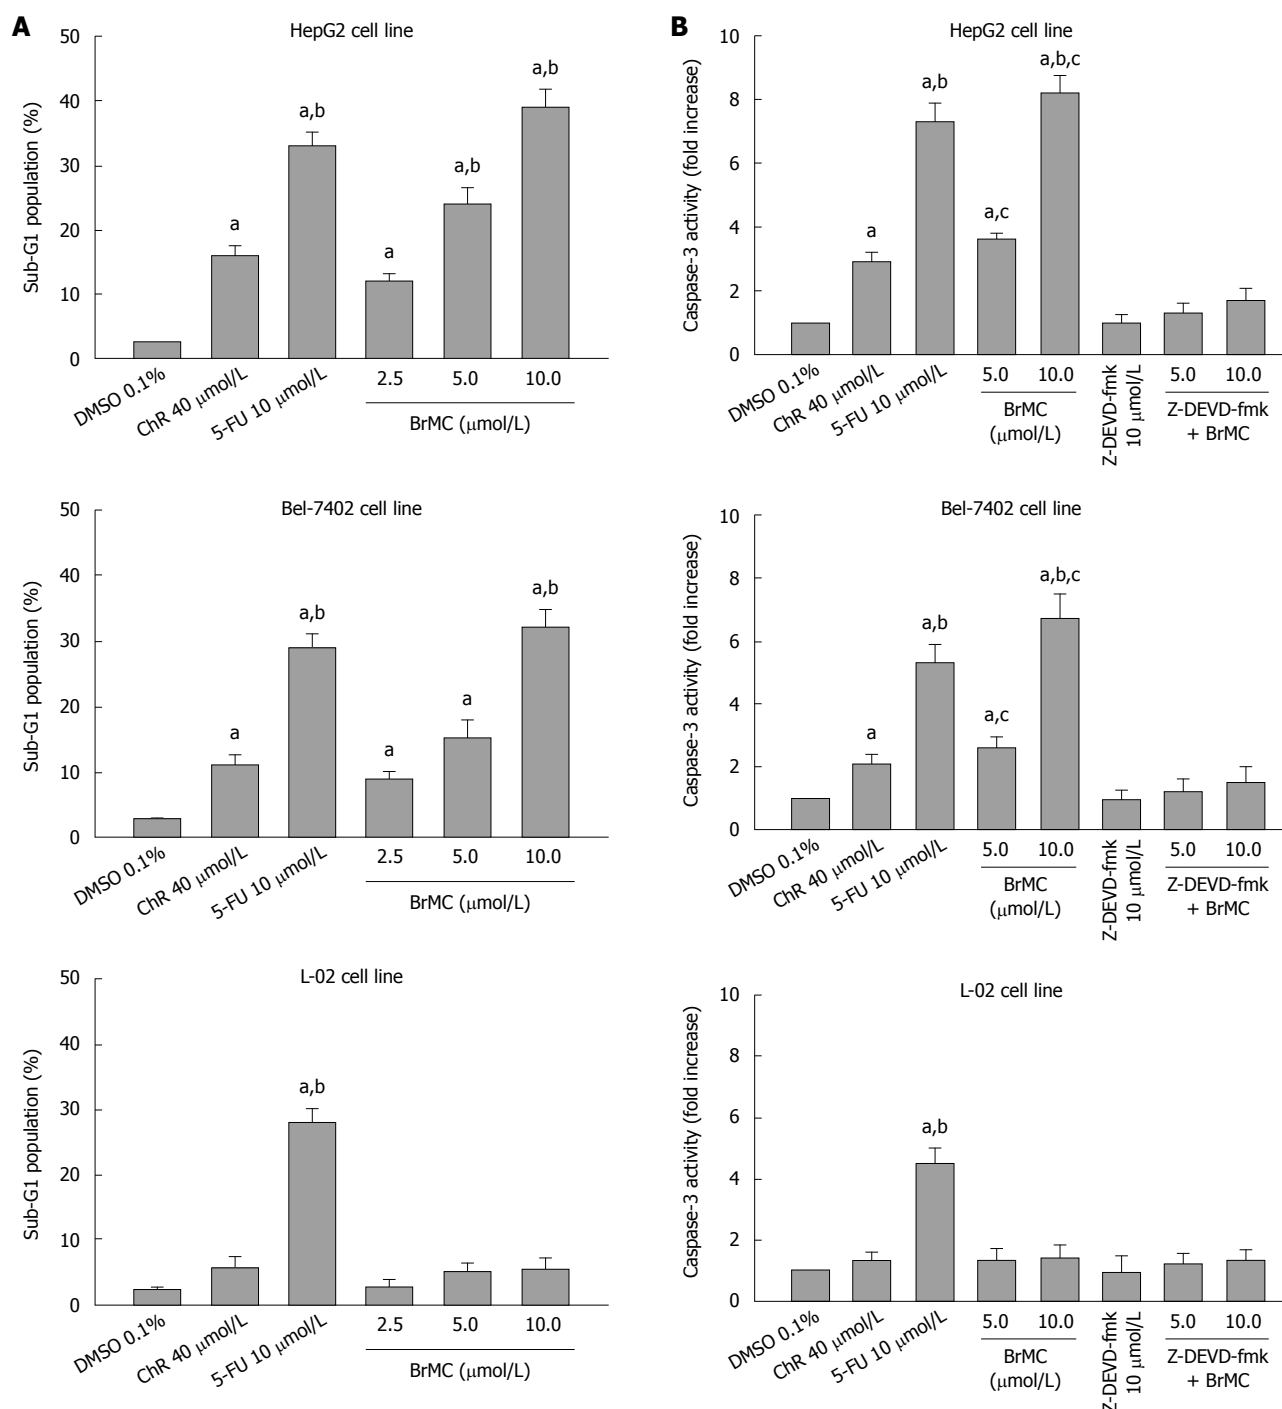 A
HepG2 cell line
Sub-G1 population (%)
50
40
30
20
10
0
a
a,b
a
a,b
a,b
DMSO 0.1%
ChR 40 μmol/L
5-FU 10 μmol/L
2.5 5.0 10.0
BrMC (μmol/L)
Bel-7402 cell line
Sub-G1 population (%)
50
40
30
20
10
0
a
a,b
a
a
a,b
DMSO 0.1%
ChR 40 μmol/L
5-FU 10 μmol/L
2.5 5.0 10.0
BrMC (μmol/L)
L-02 cell line
Sub-G1 population (%)
50
40
30
20
10
0
a,b
DMSO 0.1%
ChR 40 μmol/L
5-FU 10 μmol/L
2.5 5.0 10.0
BrMC (μmol/L)
B
HepG2 cell line
Caspase-3 activity (fold increase)
10
8
6
4
2
0
a
a,b
a,c
a,b,c
DMSO 0.1%
ChR 40 μmol/L
5-FU 10 μmol/L
5.0 10.0
BrMC
(μmol/L)
Z-DEVD-fmk
10 μmol/L
5.0 10.0
Z-DEVD-fmk
+ BrMC
Bel-7402 cell line
Caspase-3 activity (fold increase)
10
8
6
4
2
0
a
a,b
a,c
a,b,c
DMSO 0.1%
ChR 40 μmol/L
5-FU 10 μmol/L
5.0 10.0
BrMC
(μmol/L)
Z-DEVD-fmk
10 μmol/L
5.0 10.0
Z-DEVD-fmk
+ BrMC
L-02 cell line
Caspase-3 activity (fold increase)
10
8
6
4
2
0
a,b
DMSO 0.1%
ChR 40 μmol/L
5-FU 10 μmol/L
5.0 10.0
BrMC
(μmol/L)
Z-DEVD-fmk
10 μmol/L
5.0 10.0
Z-DEVD-fmk
+ BrMC